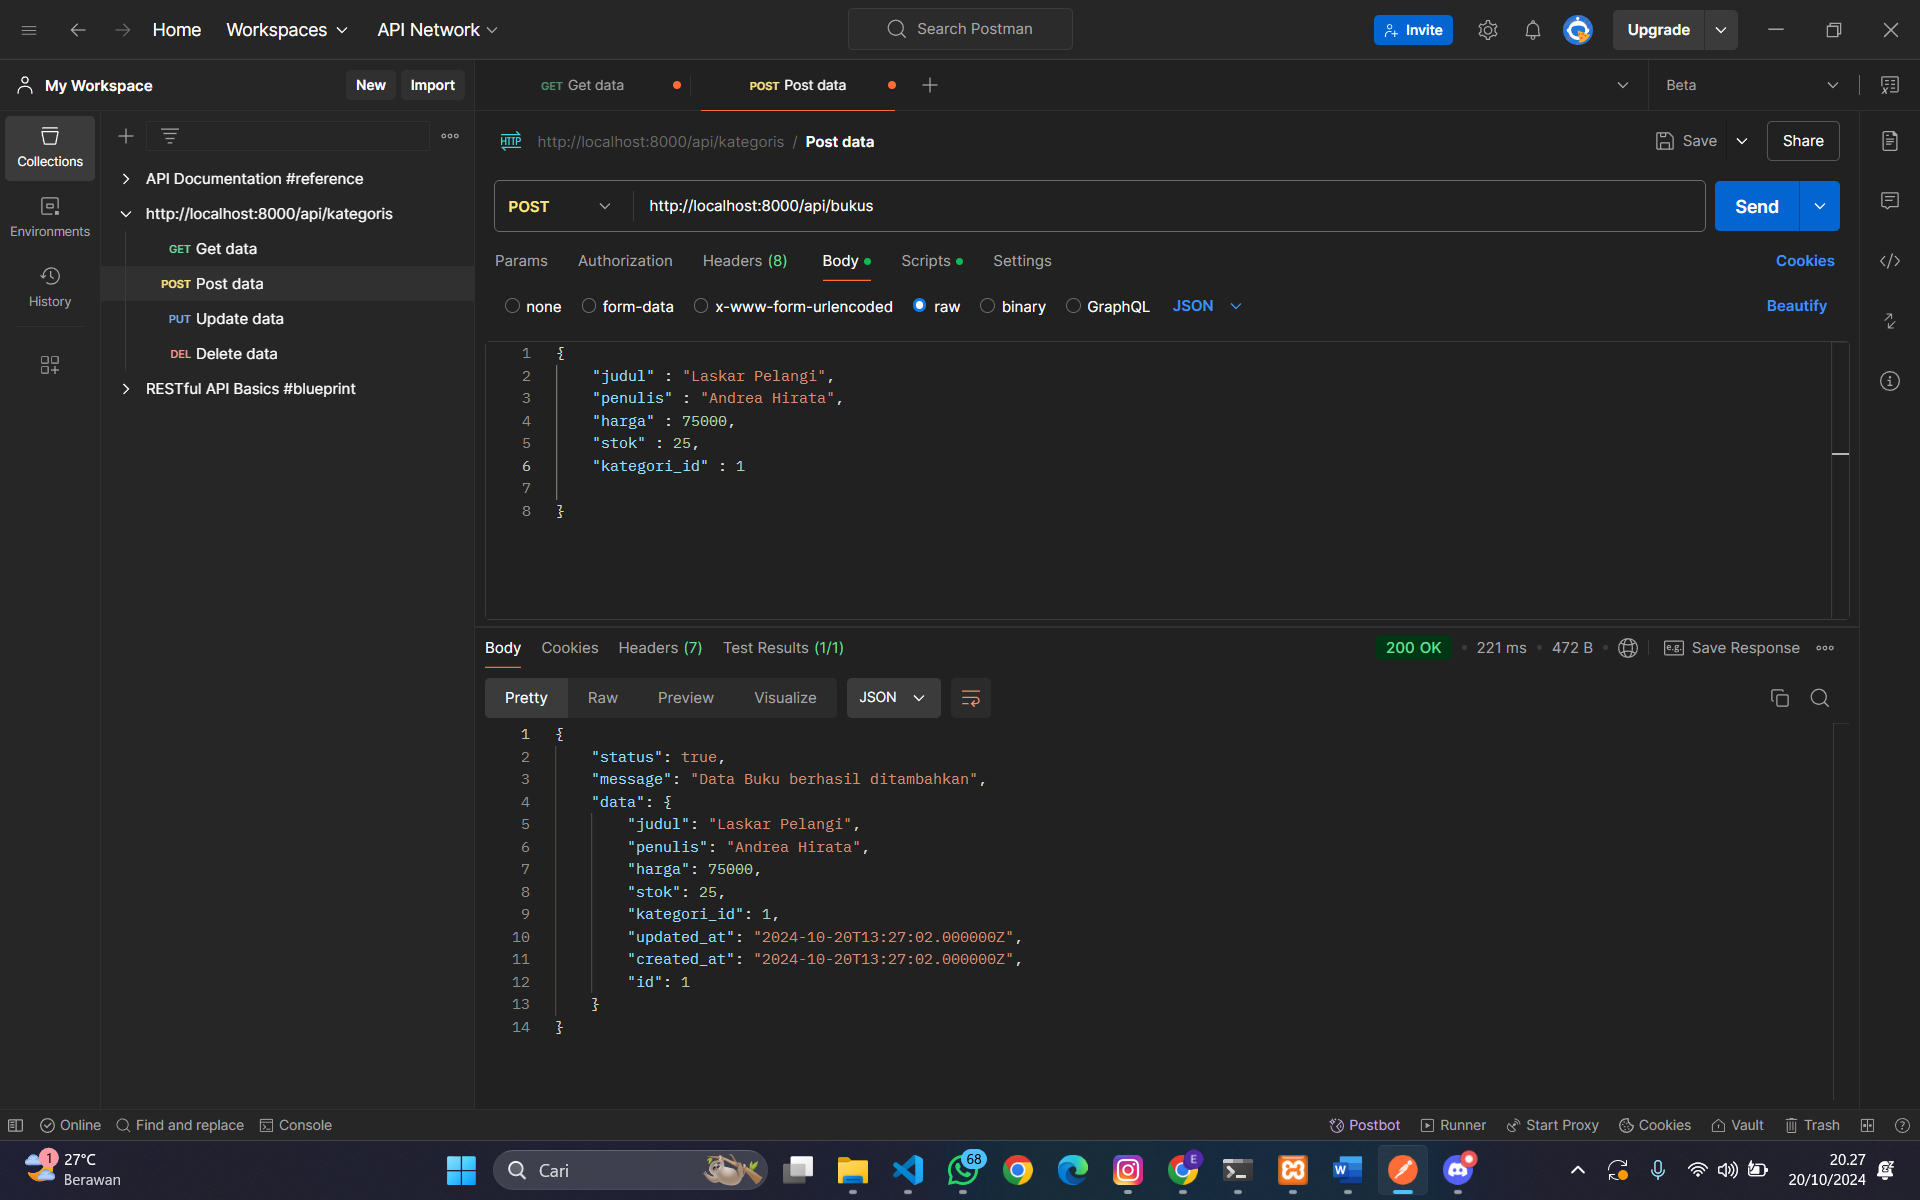 Home
Workspaces
API Network
Search Postman
Invite
Upgrade
My Workspace
New
Import
GET Get data
POST Post data
Beta
Collections
Environments
History
API Documentation #reference
http://localhost:8000/api/kategoris
GET Get data
POST Post data
PUT Update data
DEL Delete data
RESTful API Basics #blueprint
HTTP
http://localhost:8000/api/kategoris / Post data
Save
Share
POST
http://localhost:8000/api/bukus
Send
Params
Authorization
Headers (8)
Body
Scripts
Settings
Cookies
none
form-data
x-www-form-urlencoded
raw
binary
GraphQL
JSON
Beautify
1 {
2 "judul" : "Laskar Pelangi",
3 "penulis" : "Andrea Hirata",
4 "harga" : 75000,
5 "stok" : 25,
6 "kategori_id" : 1
7
8 }
Body
Cookies
Headers (7)
Test Results (1/1)
200 OK
221 ms
472 B
e.g.
Save Response
Pretty
Raw
Preview
Visualize
JSON
1 {
2 "status": true,
3 "message": "Data Buku berhasil ditambahkan",
4 "data": {
5 "judul": "Laskar Pelangi",
6 "penulis": "Andrea Hirata",
7 "harga": 75000,
8 "stok": 25,
9 "kategori_id": 1,
10 "updated_at": "2024-10-20T13:27:02.000000Z",
11 "created_at": "2024-10-20T13:27:02.000000Z",
12 "id": 1
13 }
14 }
Online
Find and replace
Console
Postbot
Runner
Start Proxy
Cookies
Vault
Trash
1
27°C
Berawan
Cari
68
E
20.27
20/10/2024